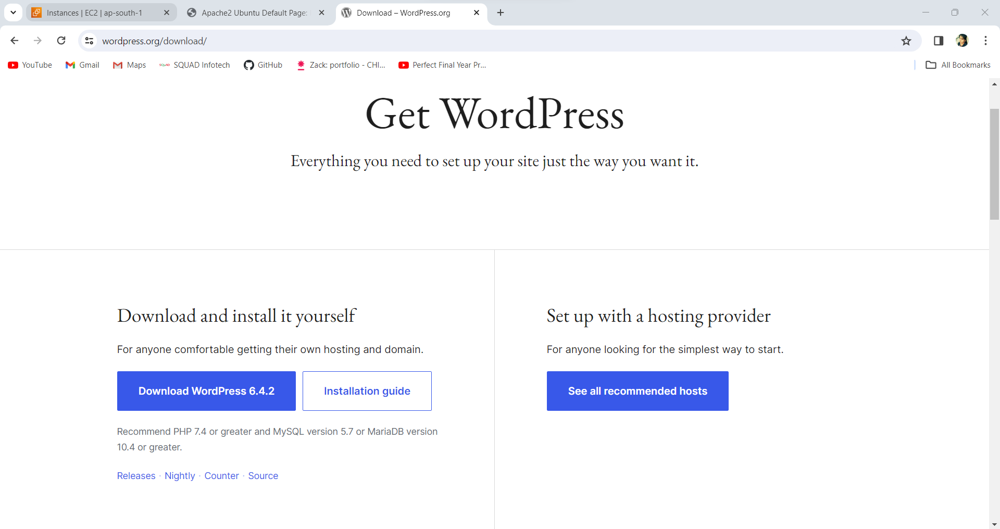 Instances | EC2 | ap-south-1
Apache2 Ubuntu Default Page:
Download – WordPress.org
wordpress.org/download/
YouTube
Gmail
Maps
SQUAD
SQUAD Infotech
GitHub
Zack: portfolio - CHI...
Perfect Final Year Pr...
All Bookmarks
Get WordPress
Everything you need to set up your site just the way you want it.
Download and install it yourself
For anyone comfortable getting their own hosting and domain.
Download WordPress 6.4.2
Installation guide
Recommend PHP 7.4 or greater and MySQL version 5.7 or MariaDB version
10.4 or greater.
Releases · Nightly · Counter · Source
Set up with a hosting provider
For anyone looking for the simplest way to start.
See all recommended hosts